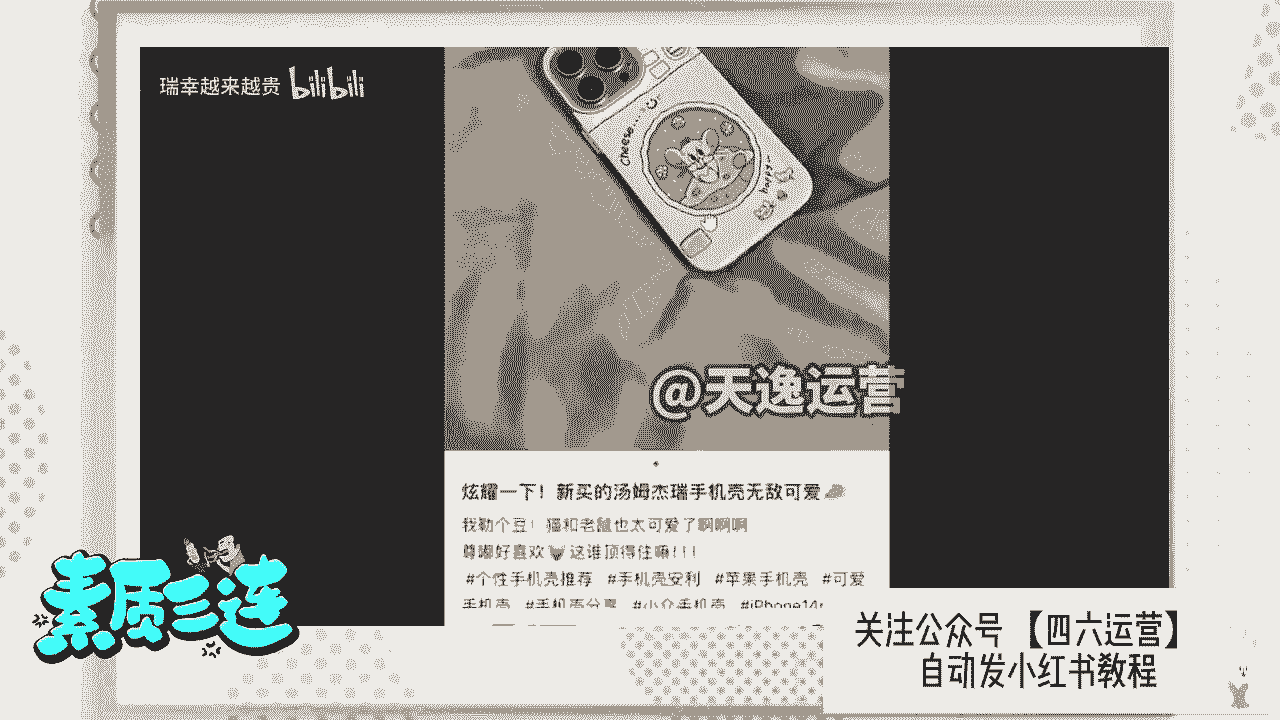 瑞幸越来越贵 bilibili
Cheese
@天逸运营
炫耀一下！新买的汤姆杰瑞手机壳无敌可爱
我勒个豆！猫和老鼠也太可爱了啊啊啊
尊嘟好喜欢 这谁顶得住嘛!!!
#个性手机壳推荐 #手机壳安利 #苹果手机壳 #可爱
手机壳 #手机壳分享 #小众手机壳 #iPhone14
素质三连
关注公众号【四六运营】
自动发小红书教程